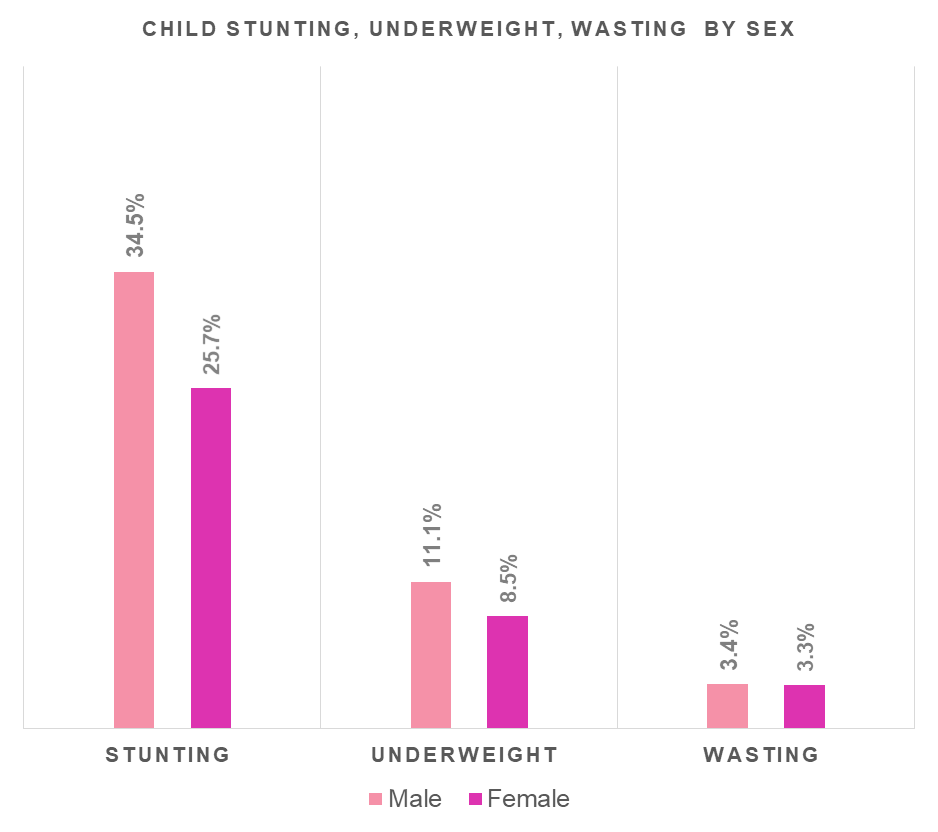 CHILD STUNTING, UNDERWEIGHT, WASTING BY SEX
34.5%
25.7%
11.1%
8.5%
3.4%
3.3%
STUNTING
UNDERWEIGHT
WASTING
Male
Female